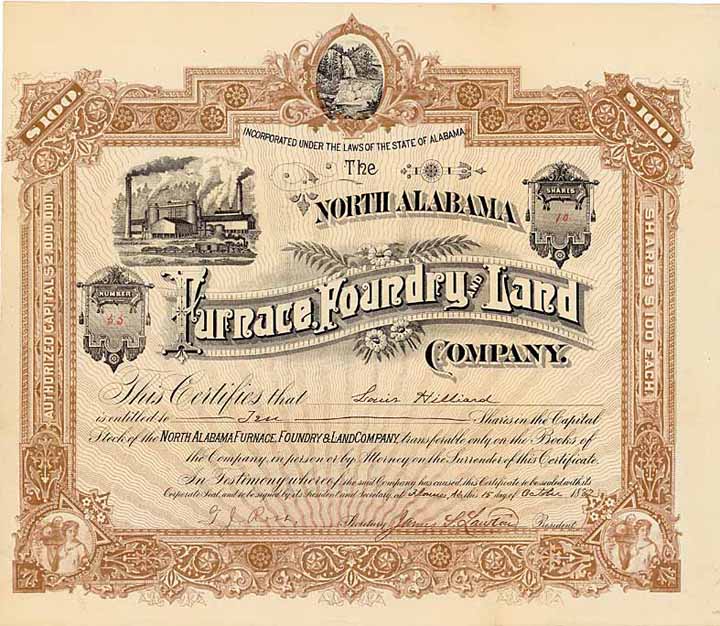 $100
$100
INCORPORATED UNDER THE LAWS OF THE STATE OF ALABAMA.
The
NORTH ALABAMA
SHARES
10
NUMBER
Furnace, Foundry AND Land
COMPANY.
AUTHORIZED CAPITAL $2,000,000.
SHARES $100 EACH.
This Certifies that Louis Hilliard
is entitled to Ten Shares in the Capital
Stock of the NORTH ALABAMA FURNACE, FOUNDRY & LAND COMPANY, transferable only on the Books of
the Company, in person or by Attorney on the Surrender of this Certificate.
In Testimony whereof the said Company has caused this Certificate to be sealed with its
Corporate Seal, and to be signed by its President and Secretary, at Florence, Ala. this 15 day of October
Secretary James President